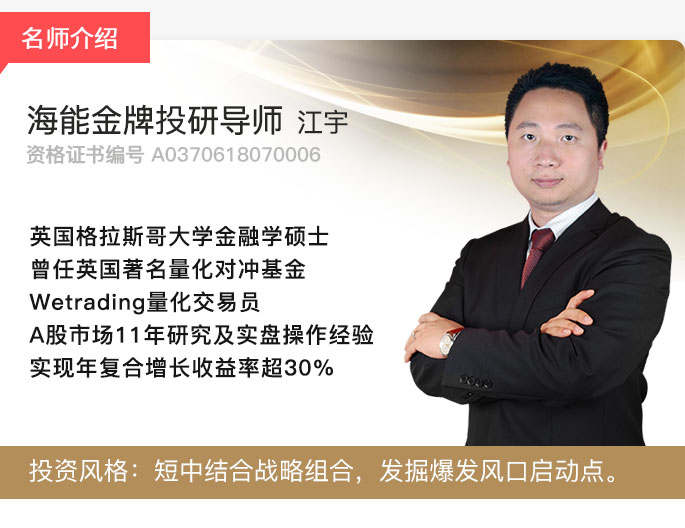 名师介绍
海能金牌投研导师 江宇
资格证书编号 A0370618070006
英国格拉斯哥大学金融学硕士
曾任英国著名量化对冲基金
Wetrading量化交易员
A股市场11年研究及实盘操作经验
实现年复合增长收益率超30%
投资风格：短中结合战略组合，发掘爆发风口启动点。